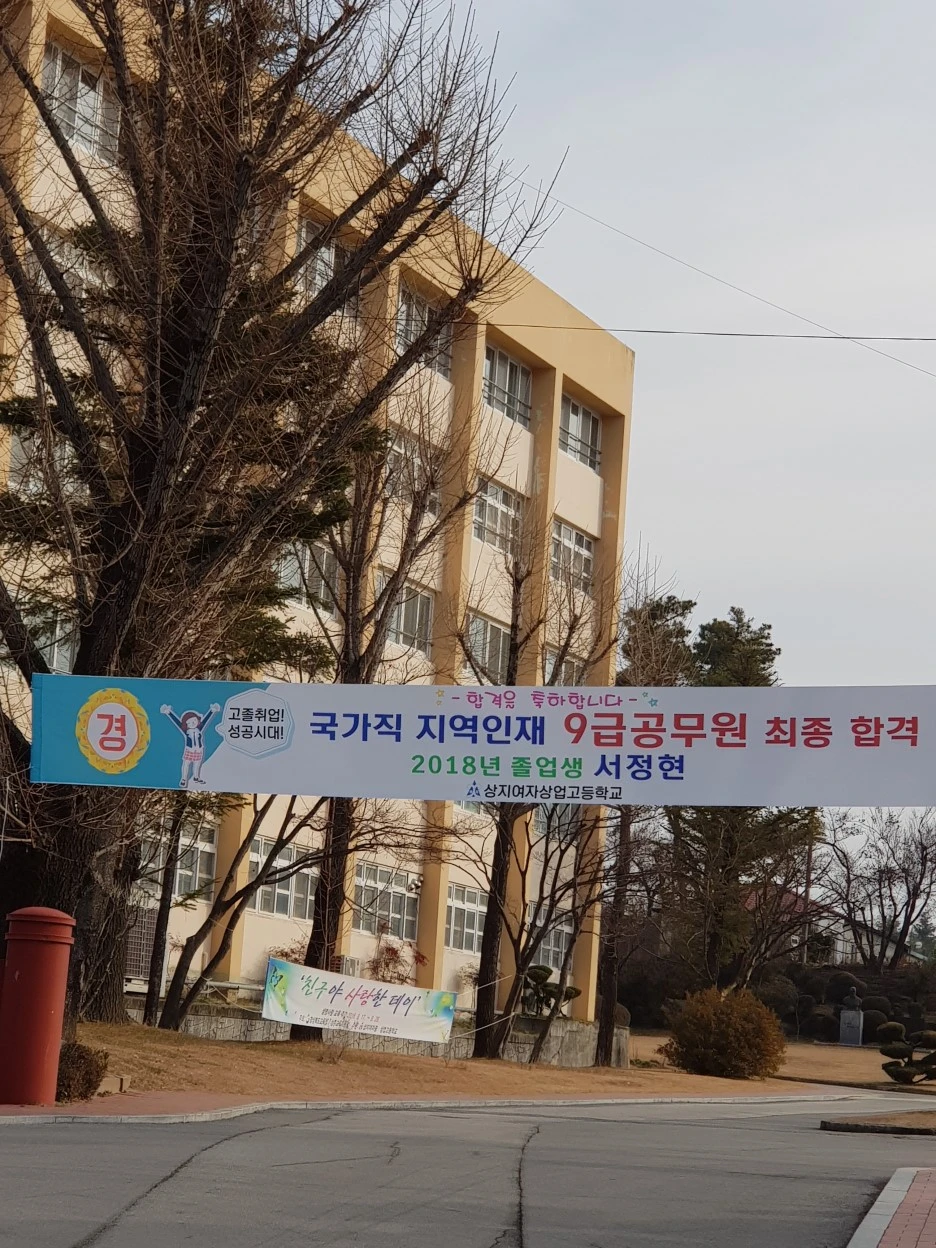 - 합격을 축하합니다 -
경
고졸취업!
성공시대!
국가직 지역인재 9급공무원 최종 합격
2018년 졸업생 서정현
상지여자상업고등학교
'친구야 사랑한 데이'